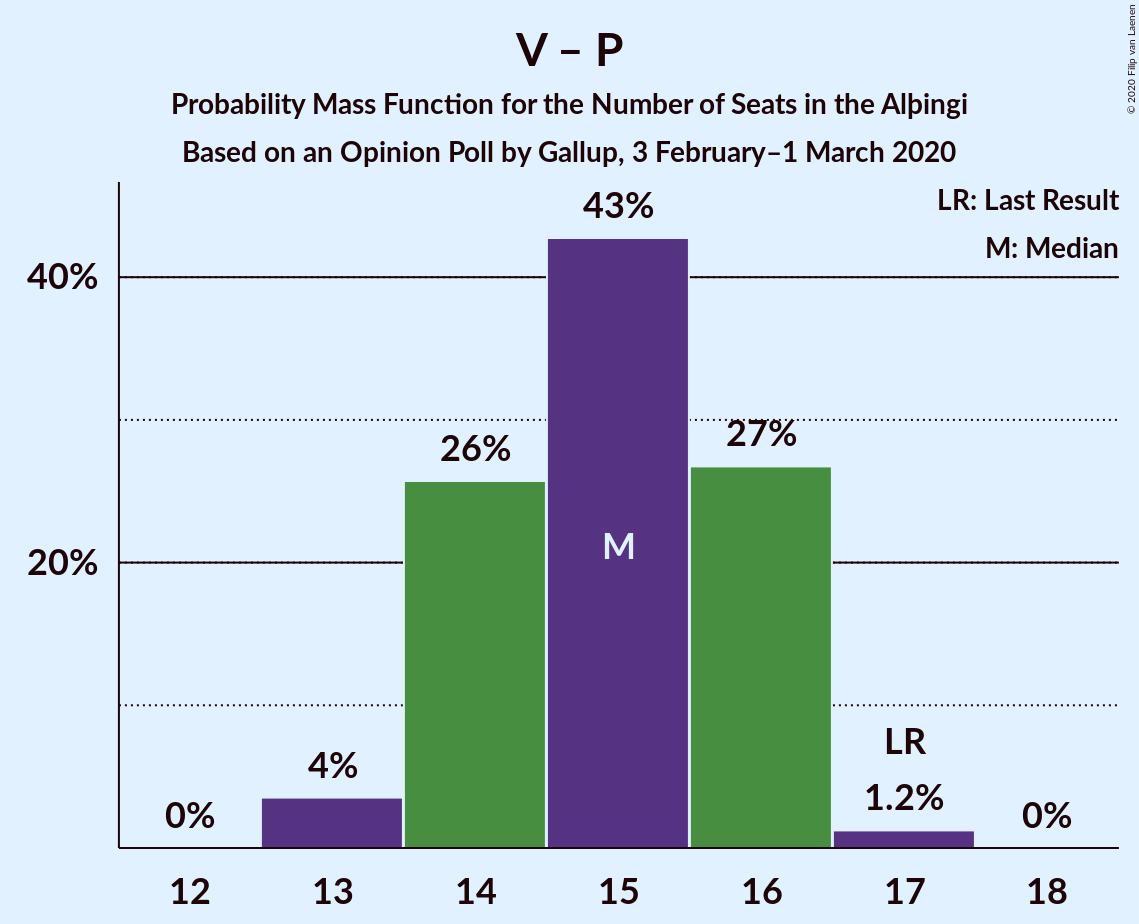 V – P
Probability Mass Function for the Number of Seats in the Alþingi
Based on an Opinion Poll by Gallup, 3 February–1 March 2020
© 2020 Filip van Laenen
LR: Last Result
M: Median
43%
40%
27%
26%
M
20%
LR
4%
1.2%
0%
0%
12 13 14 15 16 17 18